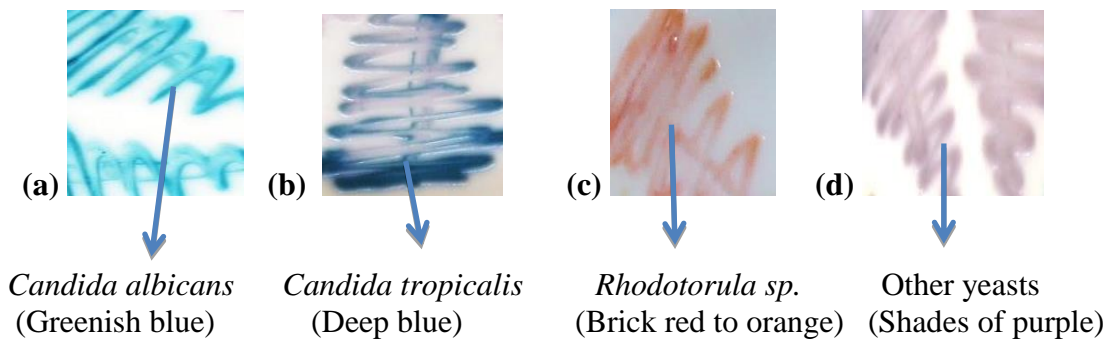 (a) (b) (c) (d)
Candida albicans Candida tropicalis Rhodotorula sp. Other yeasts
(Greenish blue) (Deep blue) (Brick red to orange) (Shades of purple)